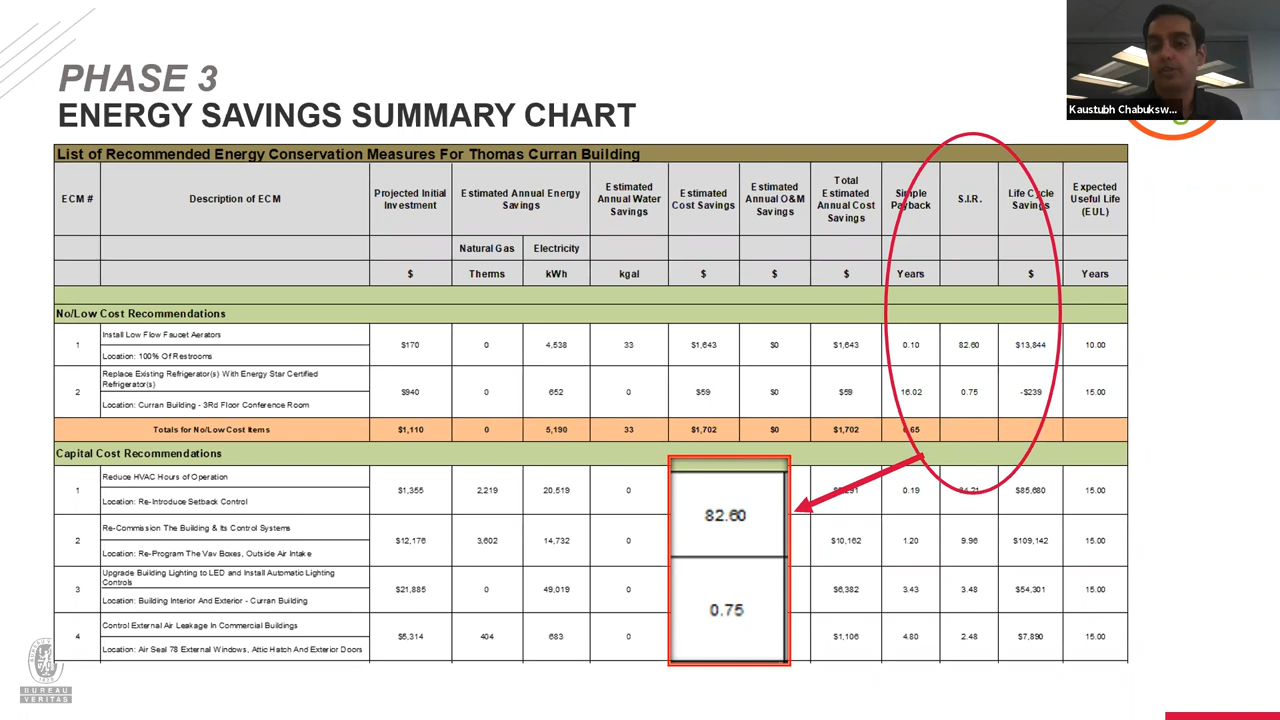 Kaustubh Chabuksw...
PHASE 3
ENERGY SAVINGS SUMMARY CHART
List of Recommended Energy Conservation Measures For Thomas Curran Building
ECM # Description of ECM Projected Initial Investment Estimated Annual Energy Savings Estimated Annual Water Savings Estimated Cost Savings Estimated Annual O&M Savings Total Estimated Annual Cost Savings Simple Payback S.I.R. Life Cycle Savings Expected Useful Life (EUL)
Natural Gas Electricity
$ Therms kWh kgal $ $ $ Years $ Years
No/Low Cost Recommendations
1 Install Low Flow Faucet Aerators $170 0 4,538 33 $1,643 $0 $1,643 0.10 82.60 $13,844 10.00
Location: 100% Of Restrooms
2 Replace Existing Refrigerator(s) With Energy Star Certified Refrigerator(s) $940 0 652 0 $59 $0 $59 16.02 0.75 -$239 15.00
Location: Curran Building - 3Rd Floor Conference Room
Totals for No/Low Cost Items $1,110 0 5,190 33 $1,702 $0 $1,702 0.65
Capital Cost Recommendations
1 Reduce HVAC Hours of Operation $1,355 2,219 20,519 0 0.19 $85,680 15.00
Location: Re-Introduce Setback Control
2 Re-Commission The Building & Its Control Systems $12,176 3,602 14,732 0 $10,162 1.20 9.96 $109,142 15.00
Location: Re-Program The Vav Boxes, Outside Air Intake
3 Upgrade Building Lighting to LED and Install Automatic Lighting Controls $21,885 0 49,019 0 $6,382 3.43 3.48 $54,301 15.00
Location: Building Interior And Exterior - Curran Building
4 Control External Air Leakage In Commercial Buildings $5,314 404 683 0 $1,106 4.80 2.48 $7,890 15.00
Location: Air Seal 78 External Windows, Attic Hatch And Exterior Doors
82.60
0.75
BUREAU
VERITAS